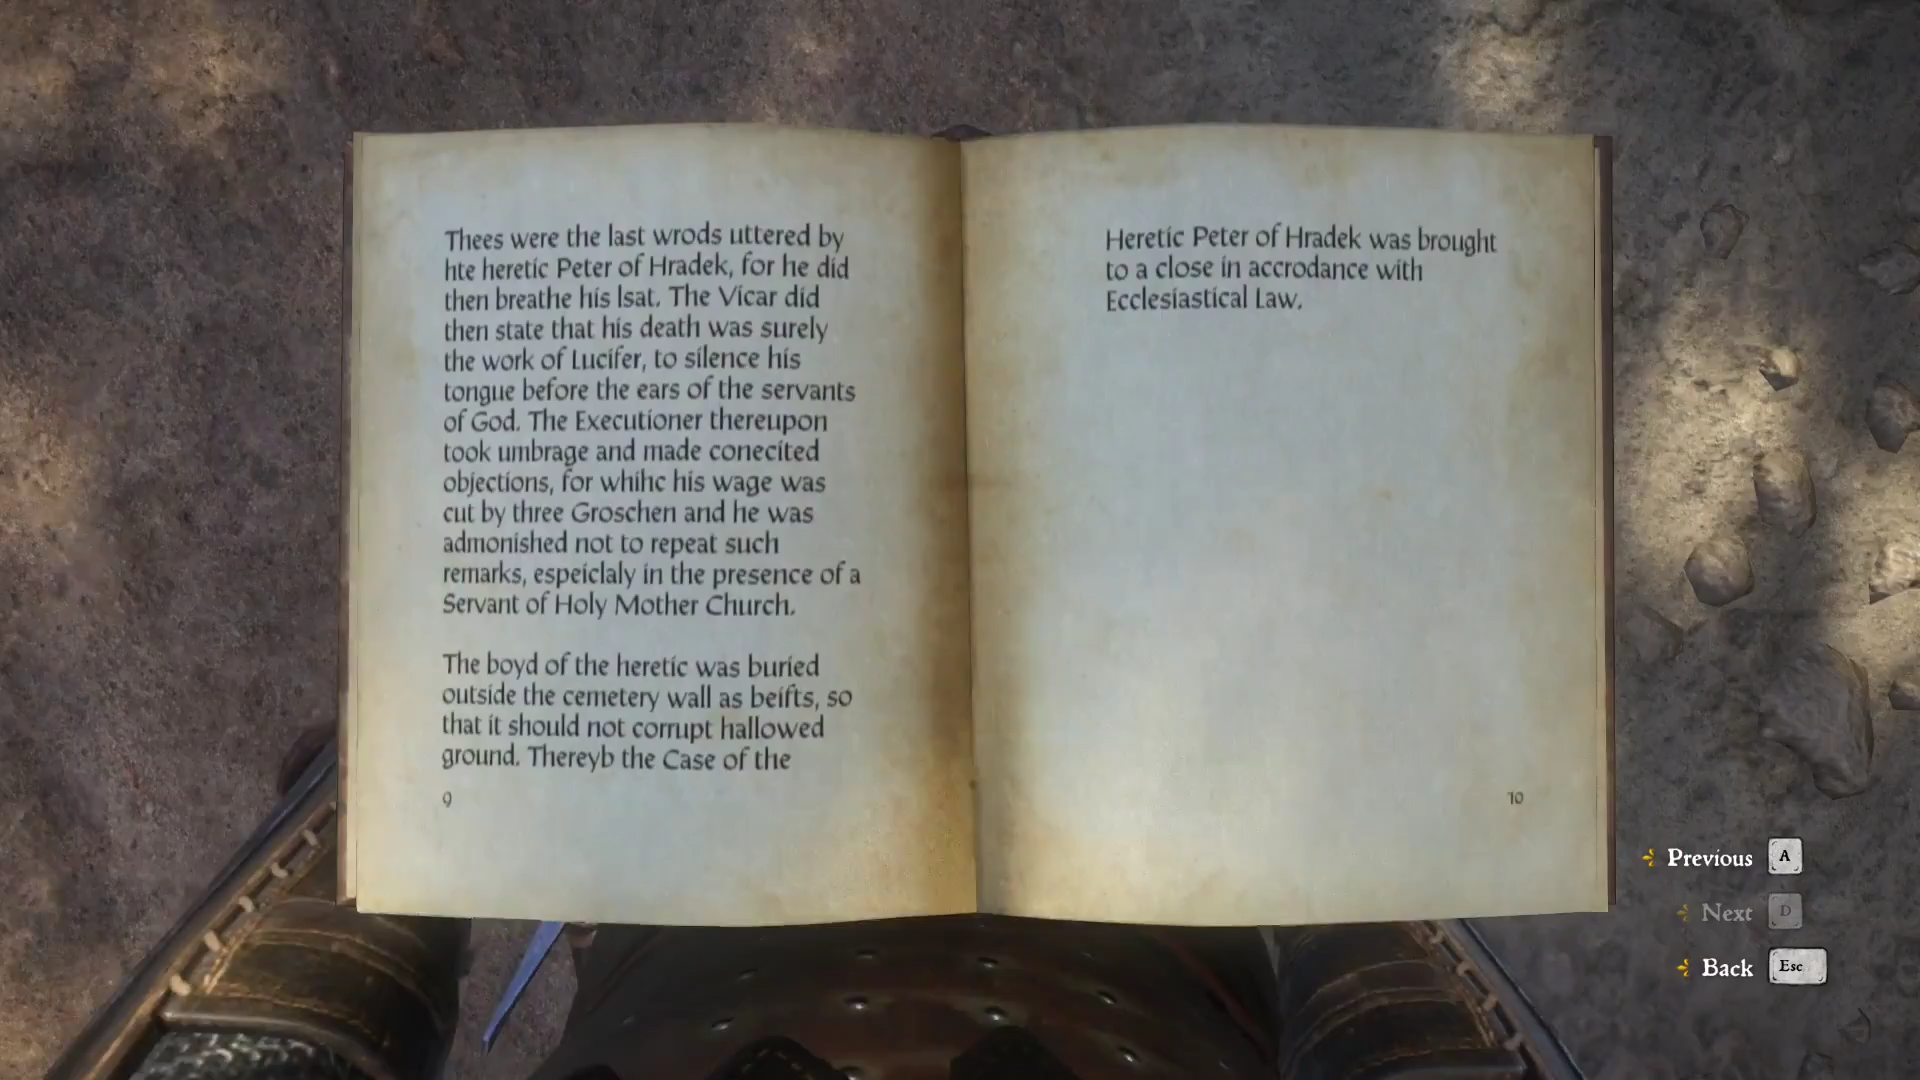 Thees were the last wrods uttered by
hte heretic Peter of Hradek, for he did
then breathe his lsat. The Vicar did
then state that his death was surely
the work of Lucifer, to silence his
tongue before the ears of the servants
of God. The Executioner thereupon
took umbrage and made conecited
objections, for whihc his wage was
cut by three Groschen and he was
admonished not to repeat such
remarks, espeiclaly in the presence of a
Servant of Holy Mother Church.
The boyd of the heretic was buried
outside the cemetery wall as beifts, so
that it should not corrupt hallowed
ground. Thereyb the Case of the
9
Heretic Peter of Hradek was brought
to a close in accrodance with
Ecclesiastical Law.
10
Previous A
Next D
Back Esc